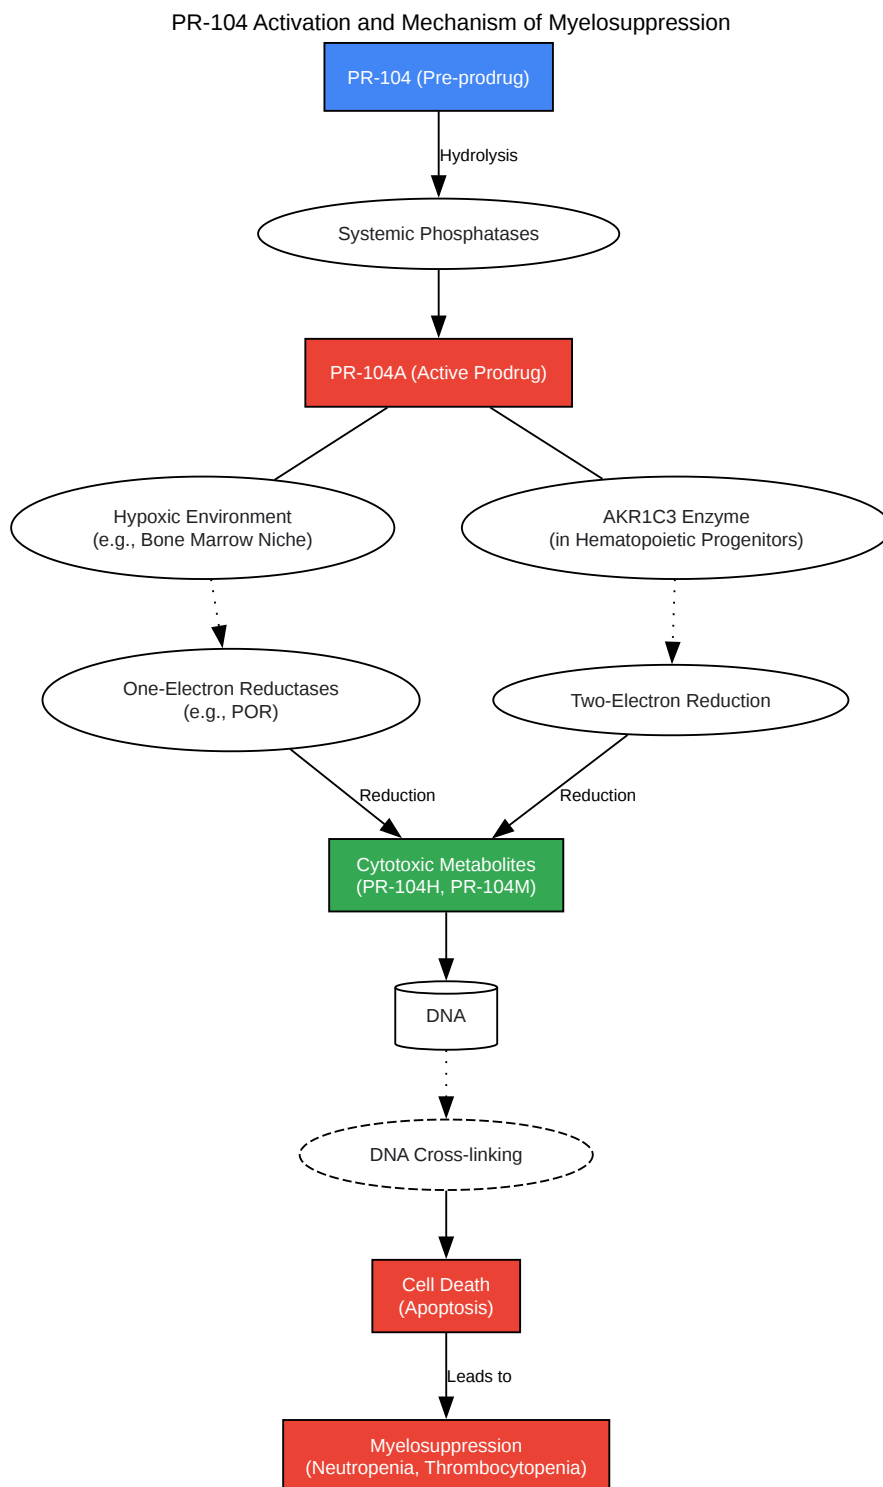 PR-104 Activation and Mechanism of Myelosuppression
PR-104 (Pre-prodrug)
Hydrolysis
Systemic Phosphatases
PR-104A (Active Prodrug)
Hypoxic Environment
(e.g., Bone Marrow Niche)
AKR1C3 Enzyme
(in Hematopoietic Progenitors)
One-Electron Reductases
(e.g., POR)
Two-Electron Reduction
Reduction
Reduction
Cytotoxic Metabolites
(PR-104H, PR-104M)
DNA
DNA Cross-linking
Cell Death
(Apoptosis)
Leads to
Myelosuppression
(Neutropenia, Thrombocytopenia)